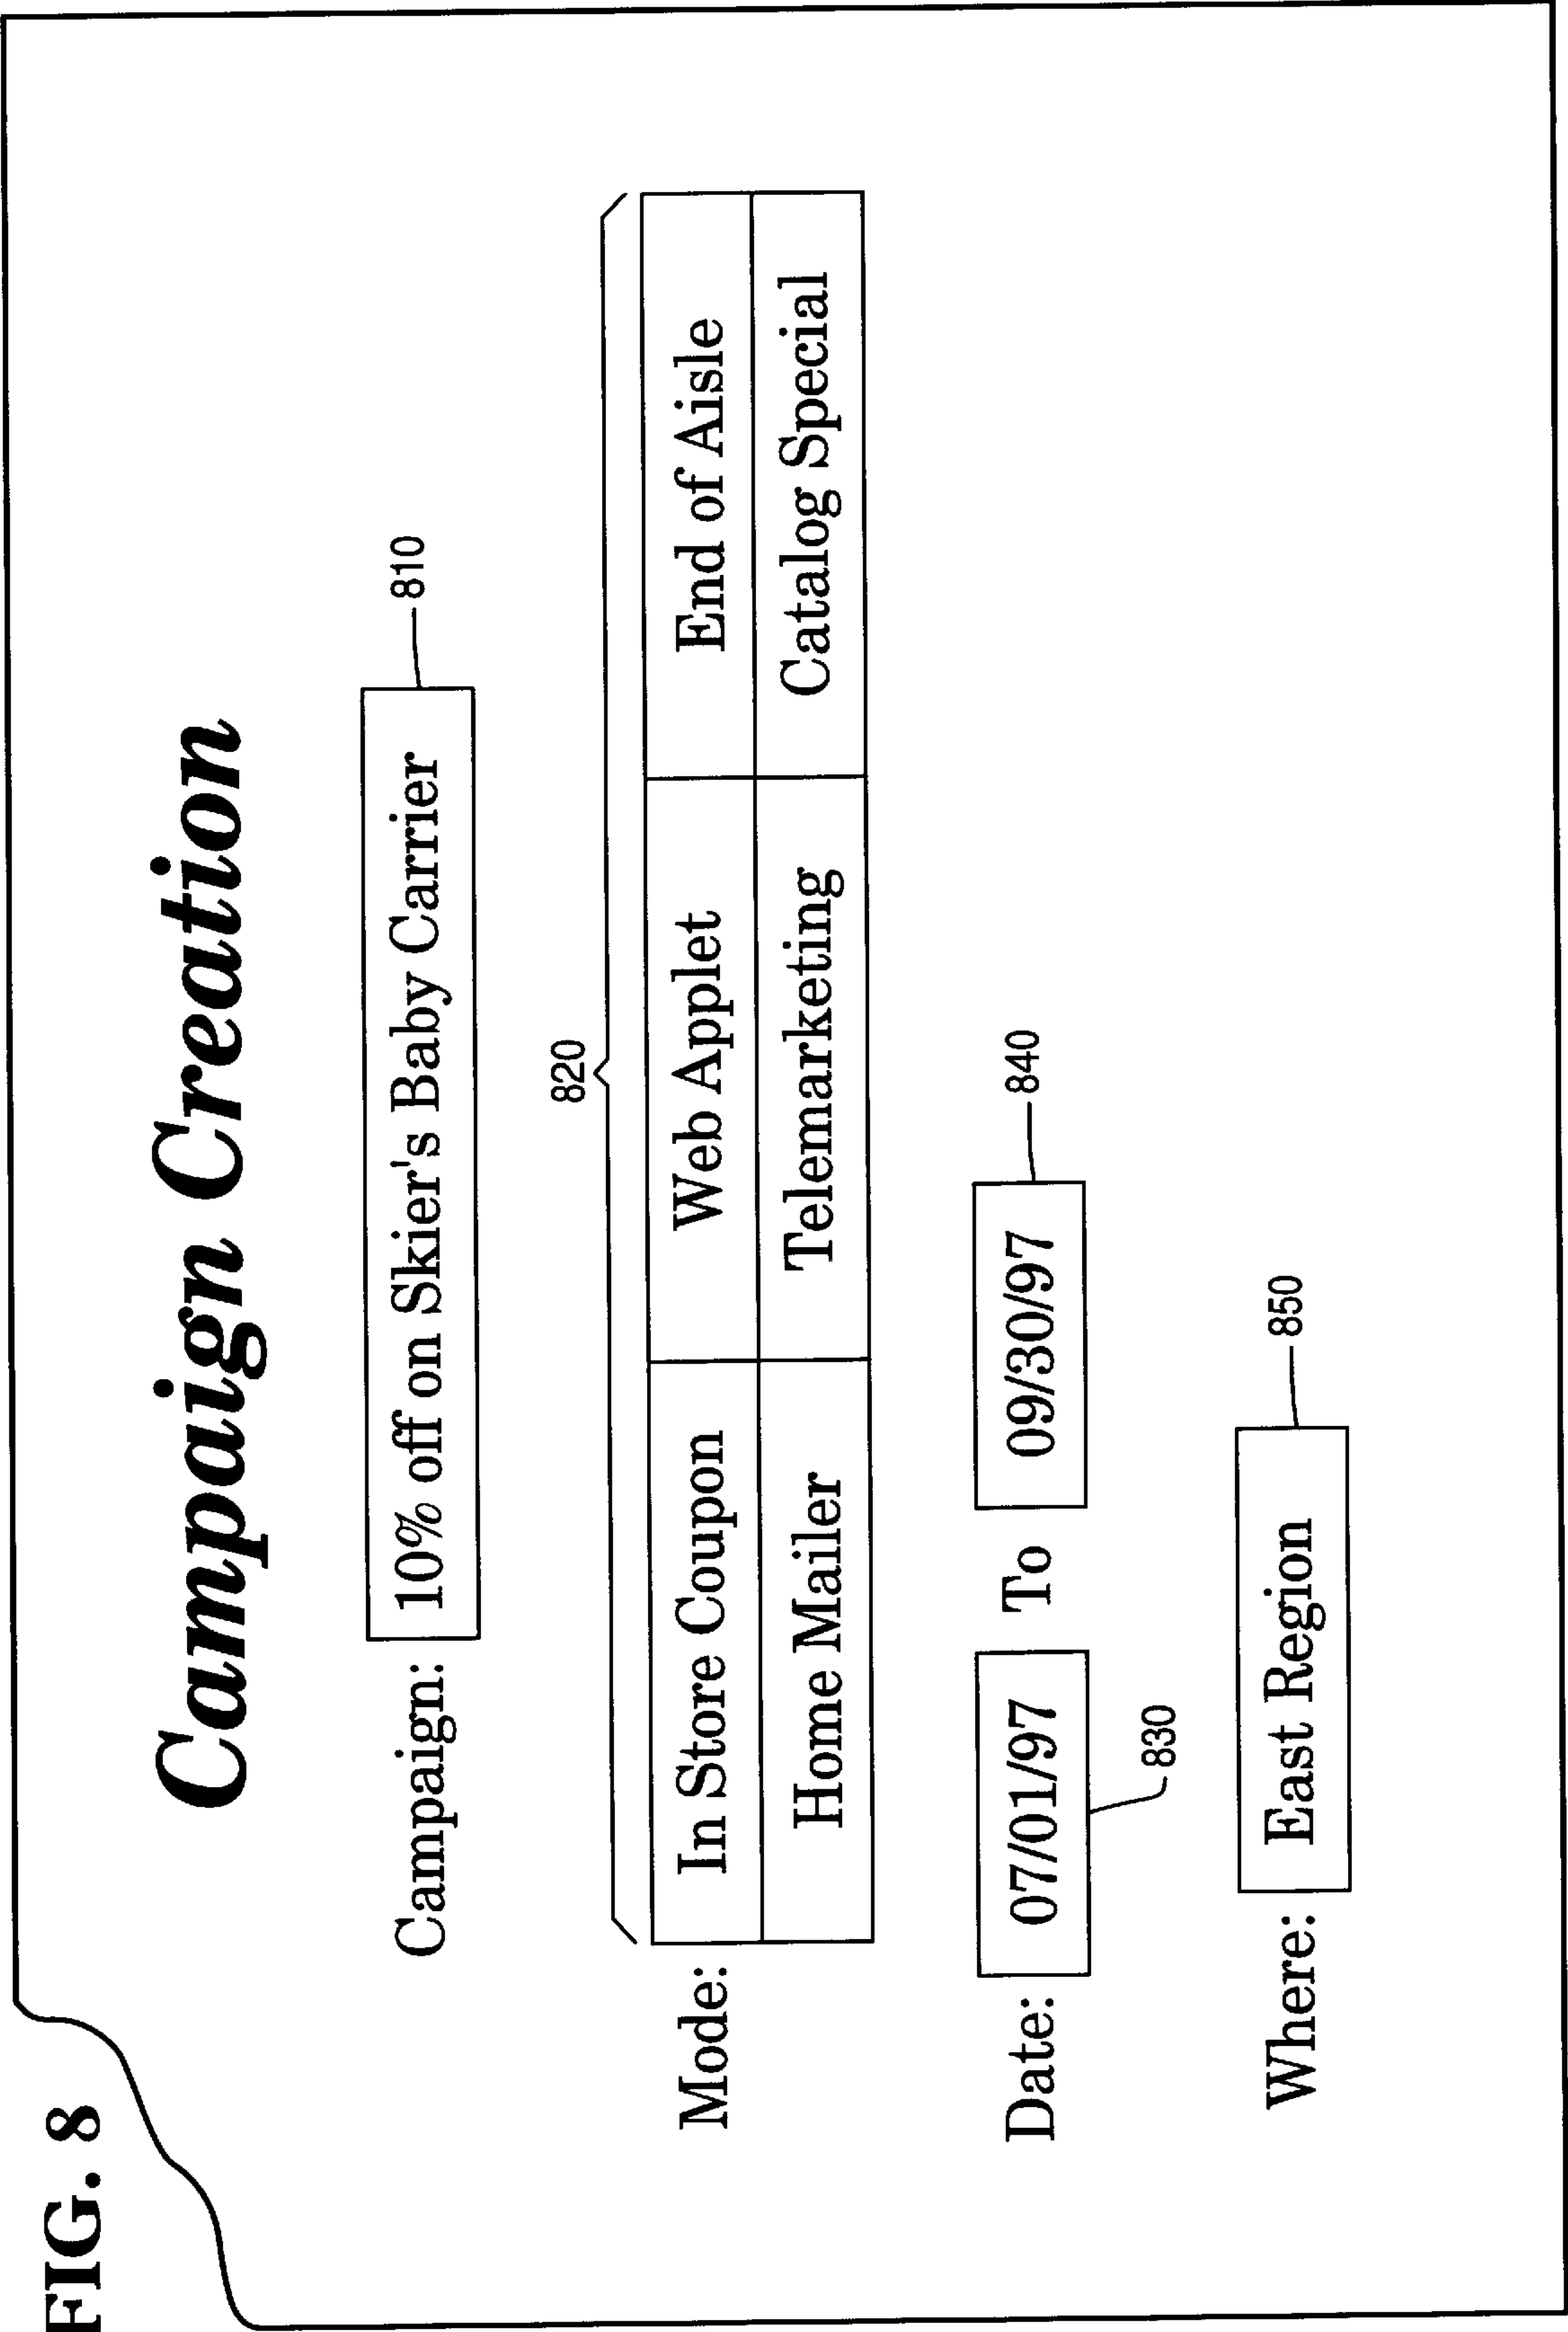 FIG. 8
Campaign Creation
Campaign: 10% off on Skier's Baby Carrier 810
820
Mode: In Store Coupon Web Applet End of Aisle
Home Mailer Telemarketing Catalog Special
Date: 07/01/97 To 09/30/97 840
830
Where: East Region 850